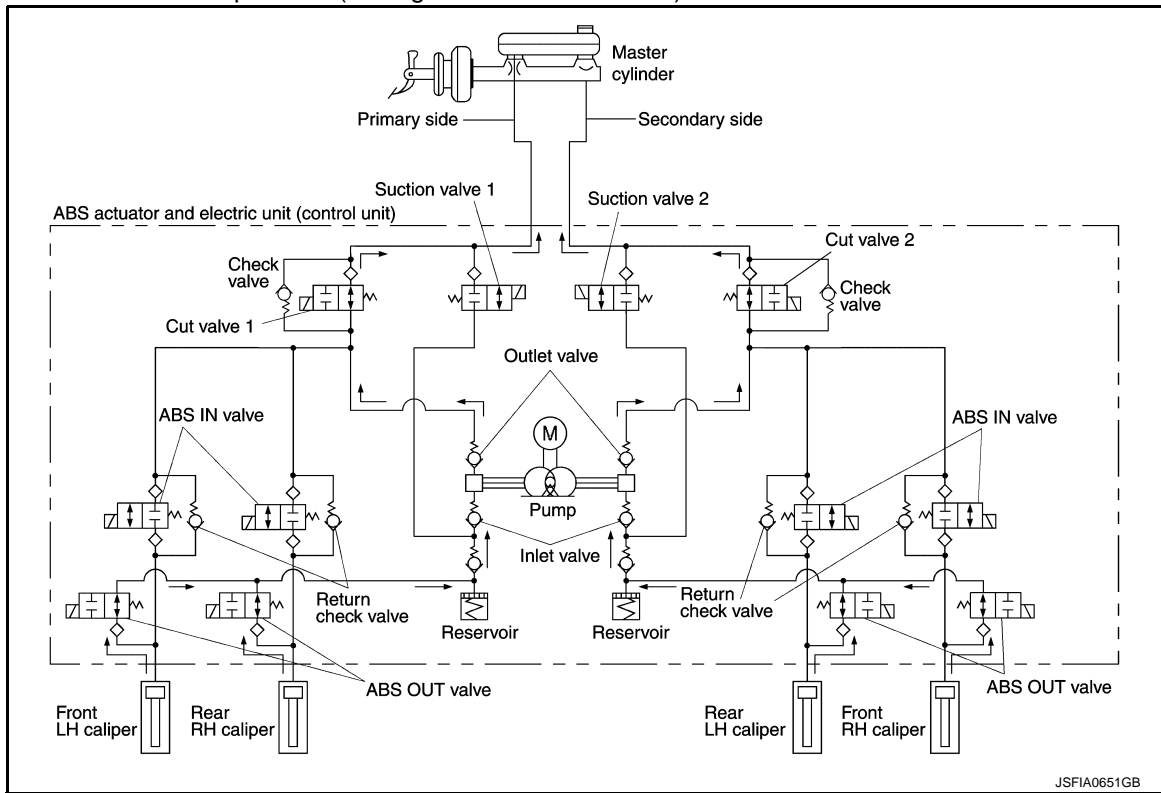 Master
cylinder
Primary side
Secondary side
Suction valve 1
Suction valve 2
ABS actuator and electric unit (control unit)
Cut valve 2
Check
valve
Check
valve
Cut valve 1
Outlet valve
ABS IN valve
ABS IN valve
M
Pump
Inlet valve
Return
check valve
Return
check valve
Reservoir
Reservoir
ABS OUT valve
ABS OUT valve
Front
LH caliper
Rear
RH caliper
Rear
LH caliper
Front
RH caliper
JSFIA0651GB